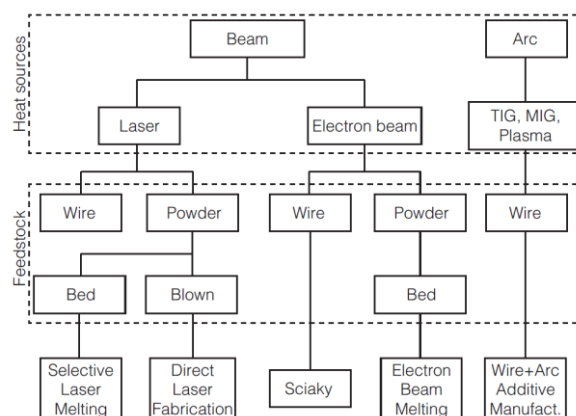 Heat sources
Beam
Arc
Laser
Electron beam
TIG, MIG,
Plasma
Feedstock
Wire
Powder
Wire
Powder
Wire
Bed
Blown
Bed
Selective
Laser
Melting
Direct
Laser
Fabrication
Sciaky
Electron
Beam
Melting
Wire+Arc
Additive
Manufact.